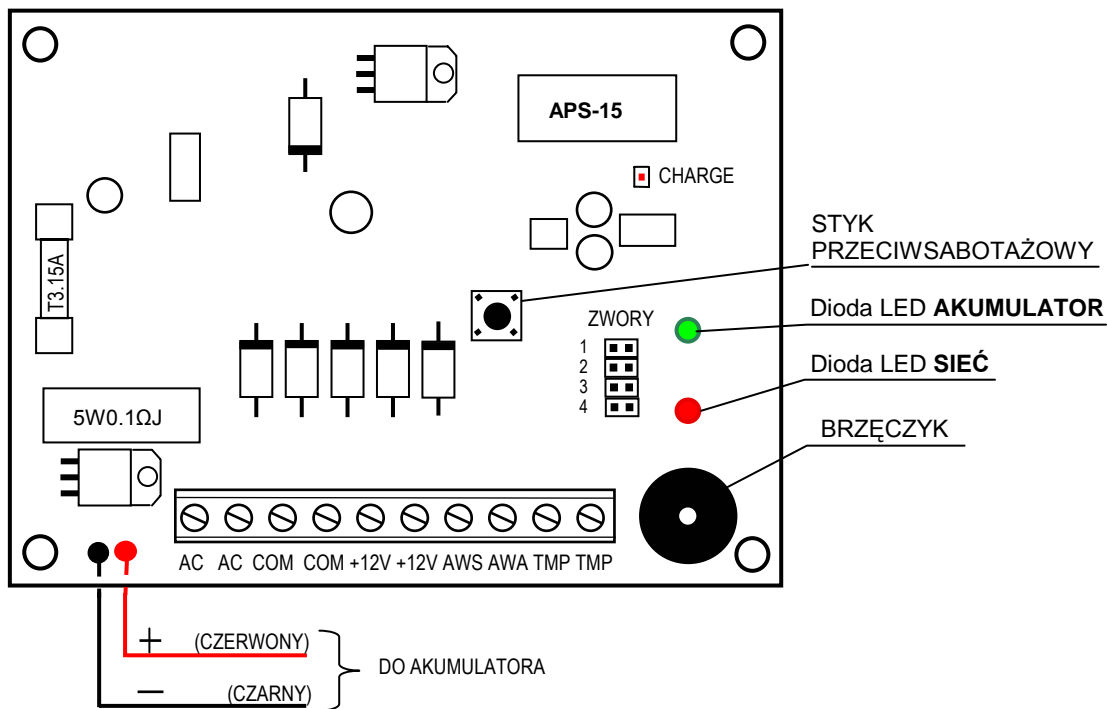 APS-15
CHARGE
STYK
PRZECIWSABOTAŻOWY
T3.15A
ZWORY
Dioda LED AKUMULATOR
1
2
3
4
Dioda LED SIEĆ
5W0.1ΩJ
BRZĘCZYK
AC AC COM COM +12V +12V AWS AWA TMP TMP
+ (CZERWONY)
DO AKUMULATORA
— (CZARNY)